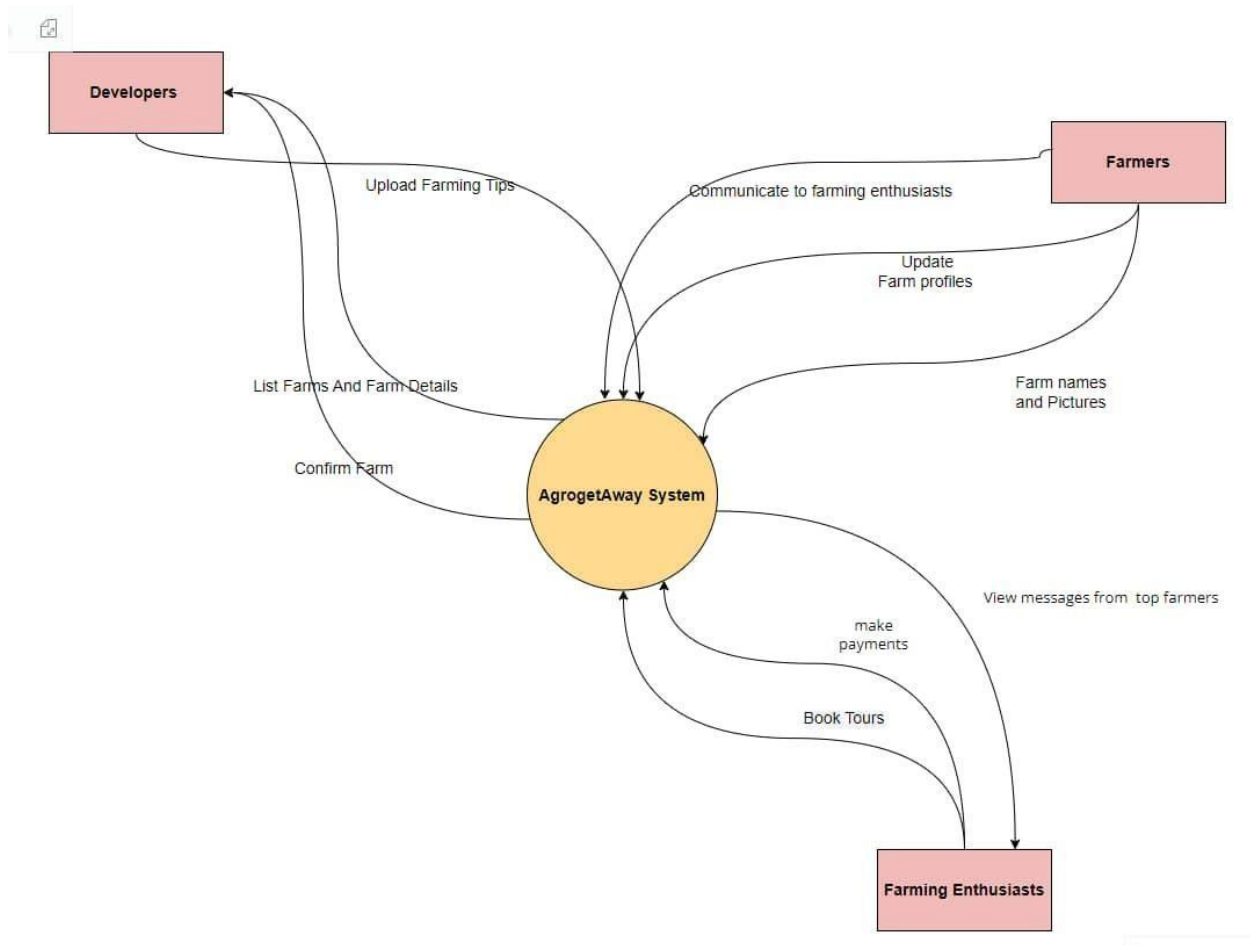 Developers
Farmers
Upload Farming Tips
Communicate to farming enthusiasts
Update
Farm profiles
List Farms And Farm Details
Farm names
and Pictures
Confirm Farm
AgrogetAway System
View messages from top farmers
make
payments
Book Tours
Farming Enthusiasts